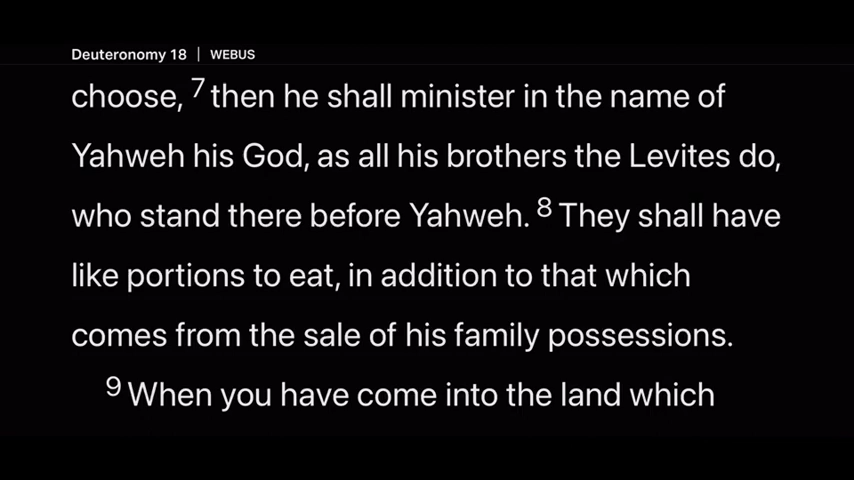 Deuteronomy 18 | WEBUS
choose, 7 then he shall minister in the name of
Yahweh his God, as all his brothers the Levites do,
who stand there before Yahweh. 8 They shall have
like portions to eat, in addition to that which
comes from the sale of his family possessions.
9 When you have come into the land which